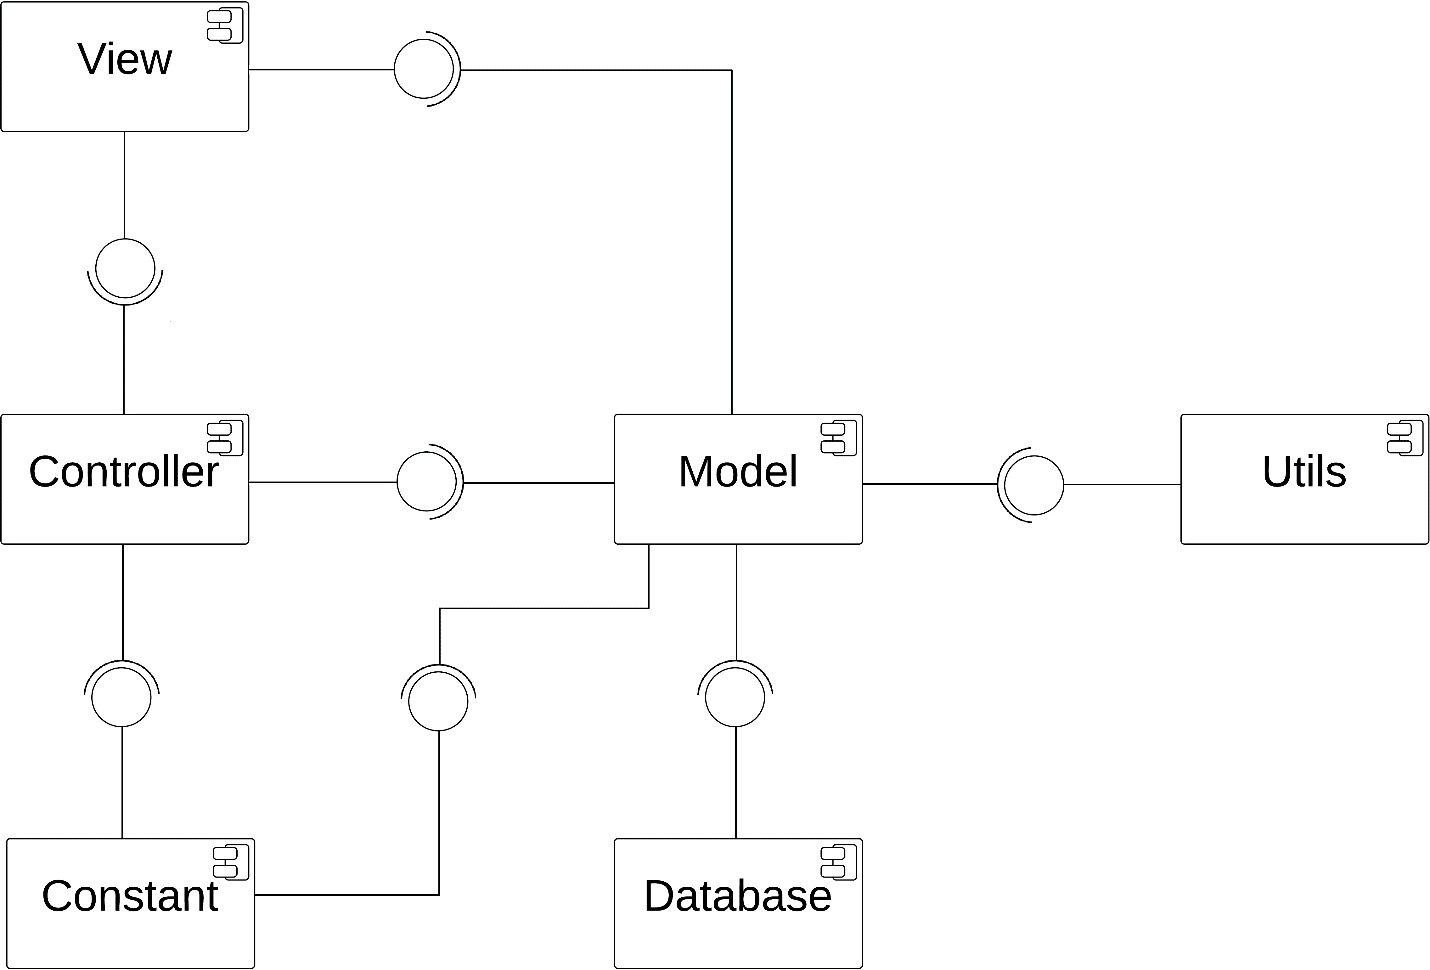 View
Controller
Model
Utils
Constant
Database